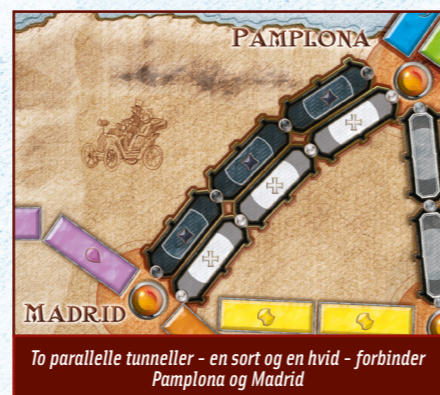 PAMPLONA
MADRID
To parallelle tunneller - en sort og en hvid - forbinder
Pamplona og Madrid